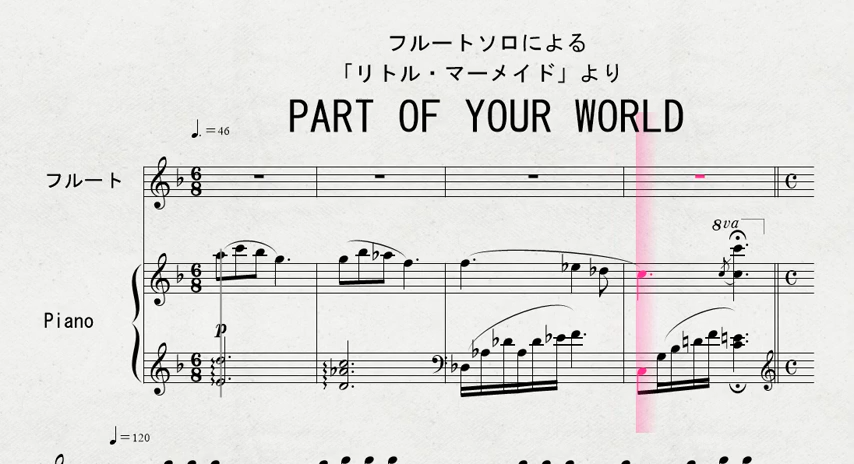 フルートソロによる
「リトル・マーメイド」より
PART OF YOUR WORLD
♩. = 46
フルート
8va
Piano
p
♩ = 120